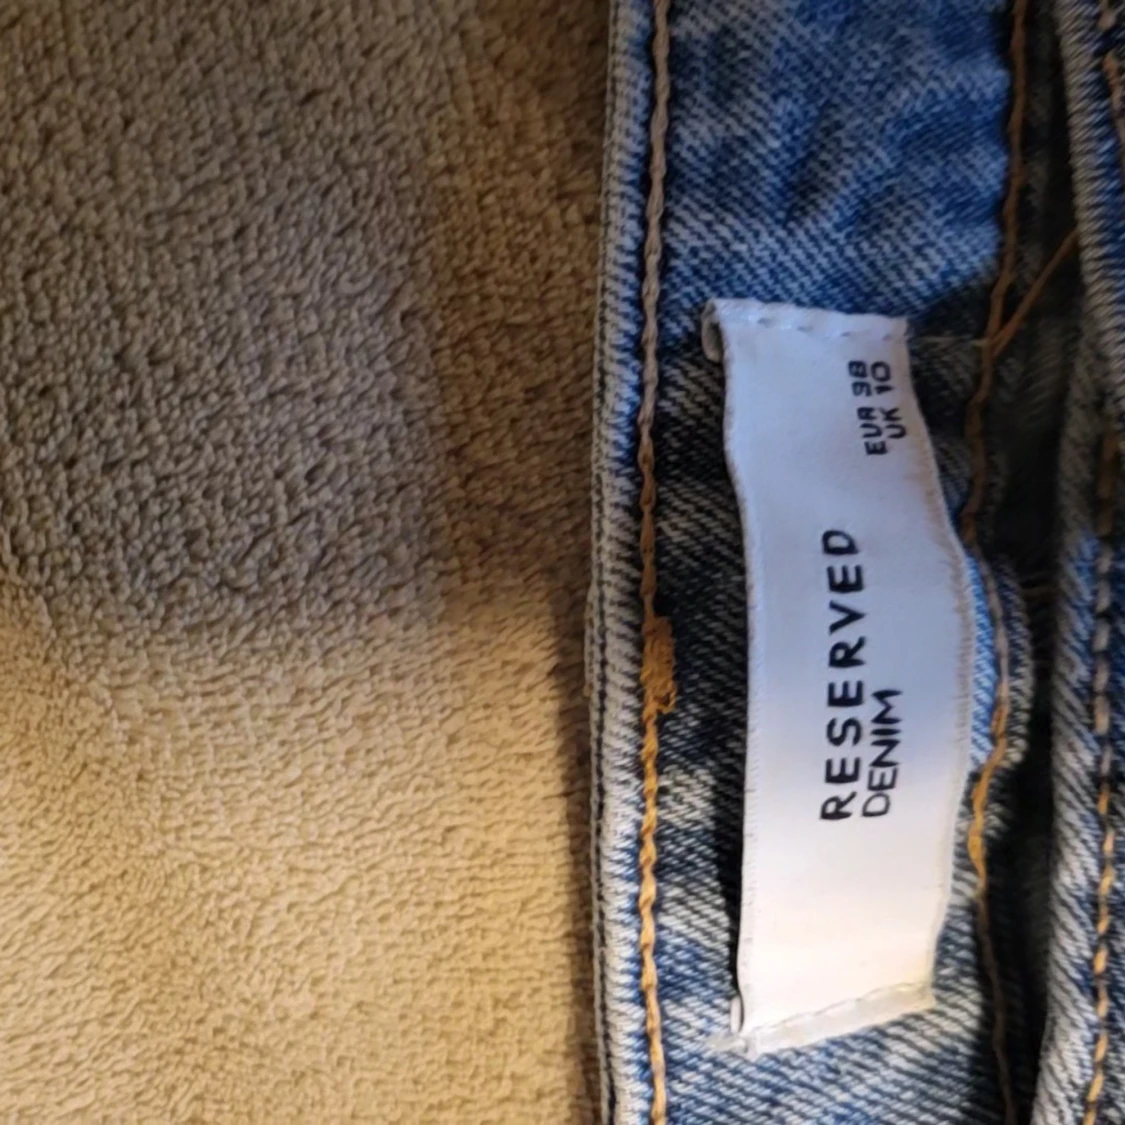 RESERVED
DENIM
EUR 38
UK 10